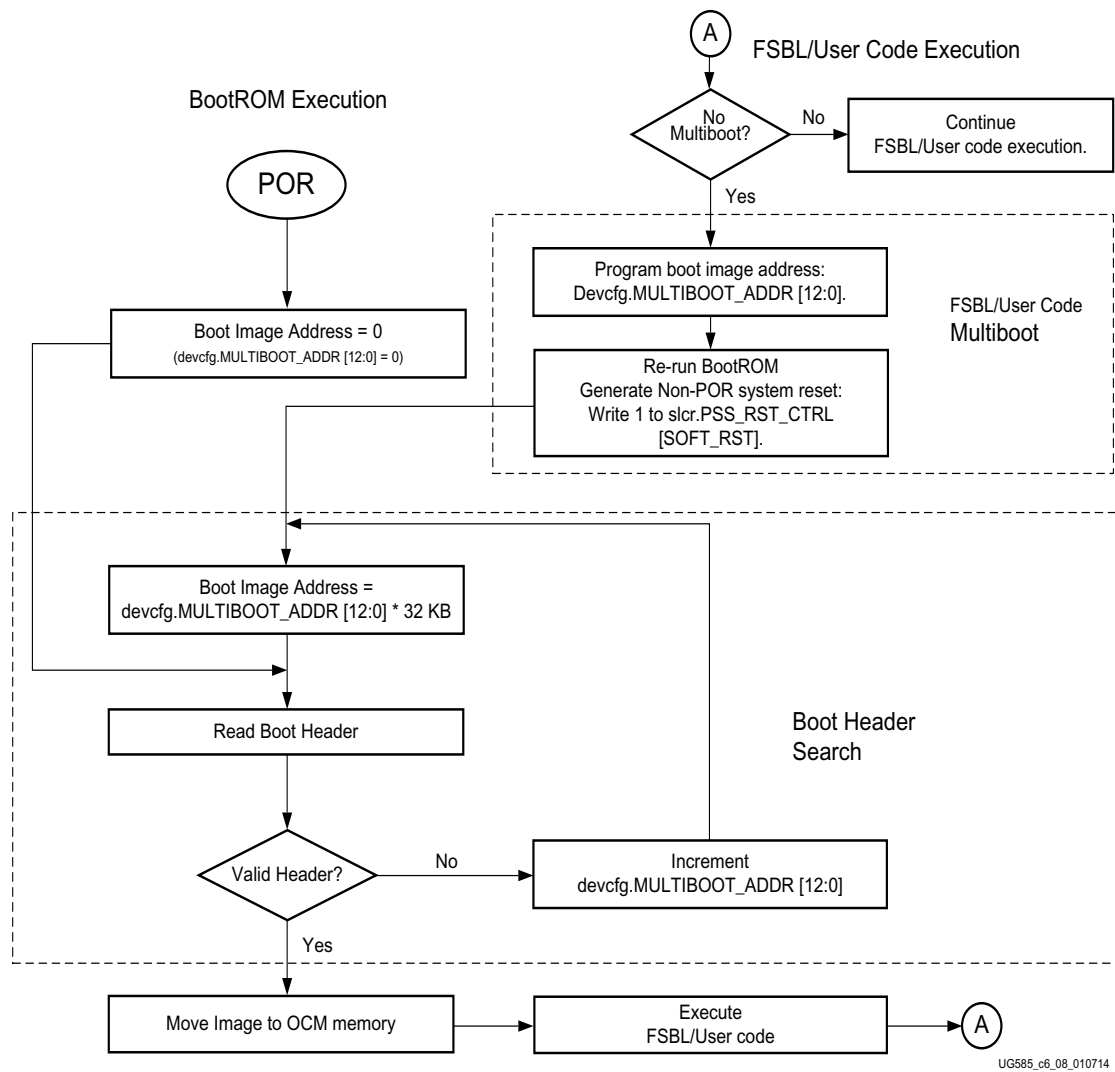 A
FSBL/User Code Execution
BootROM Execution
No
Multiboot?
No
Continue
FSBL/User code execution.
POR
Yes
Program boot image address:
Devcfg.MULTIBOOT_ADDR [12:0].
FSBL/User Code
Multiboot
Boot Image Address = 0
(devcfg.MULTIBOOT_ADDR [12:0] = 0)
Re-run BootROM
Generate Non-POR system reset:
Write 1 to slcr.PSS_RST_CTRL
[SOFT_RST].
Boot Image Address =
devcfg.MULTIBOOT_ADDR [12:0] * 32 KB
Read Boot Header
Boot Header
Search
Valid Header?
No
Increment
devcfg.MULTIBOOT_ADDR [12:0]
Yes
Move Image to OCM memory
Execute
FSBL/User code
A
UG585_c6_08_010714